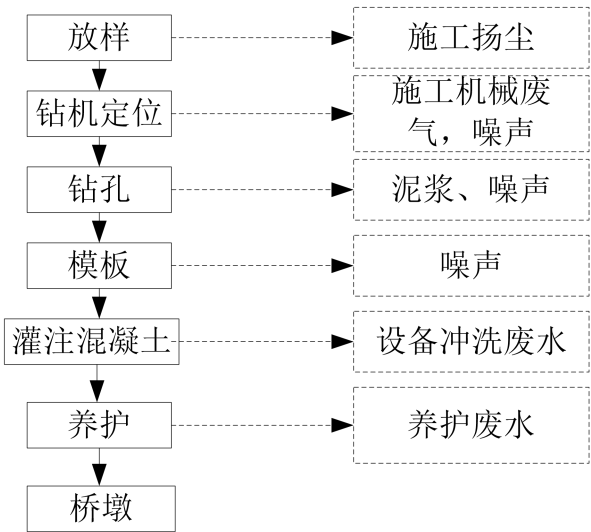 放样
施工扬尘
钻机定位
施工机械废
气，噪声
钻孔
泥浆、噪声
模板
噪声
灌注混凝土
设备冲洗废水
养护
养护废水
桥墩